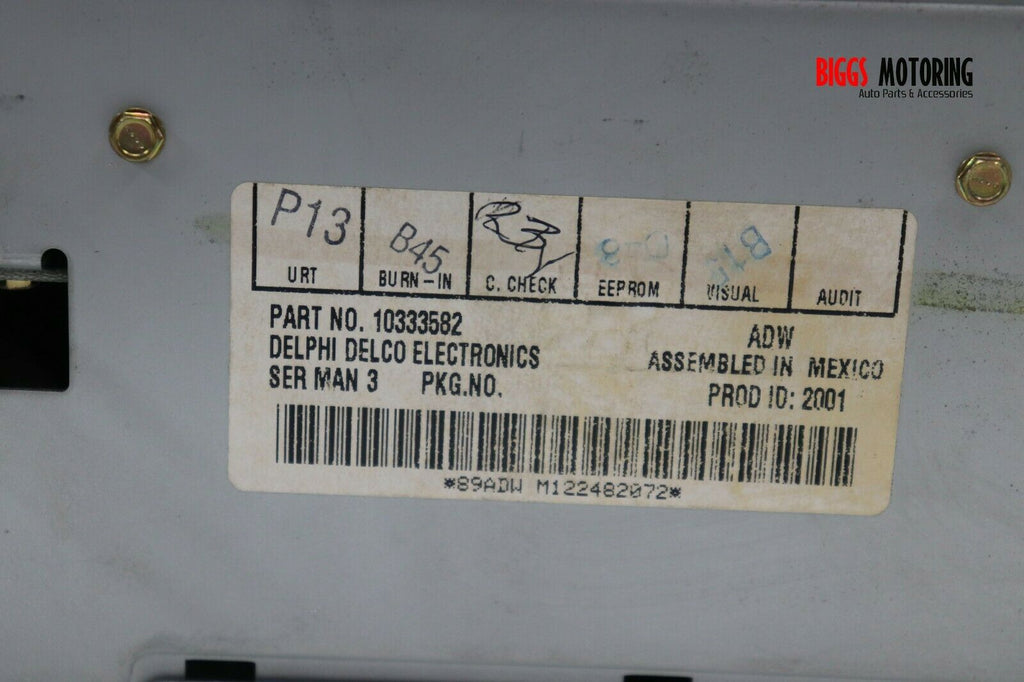 BIGGS MOTORING
Auto Parts & Accessories
P13 B45
URT BURN-IN C. CHECK EEPROM VISUAL AUDIT
PART NO. 10333582 ADW
DELPHI DELCO ELECTRONICS ASSEMBLED IN MEXICO
SER MAN 3 PKG.NO. PROD ID: 2001
*89ADW M122482072*